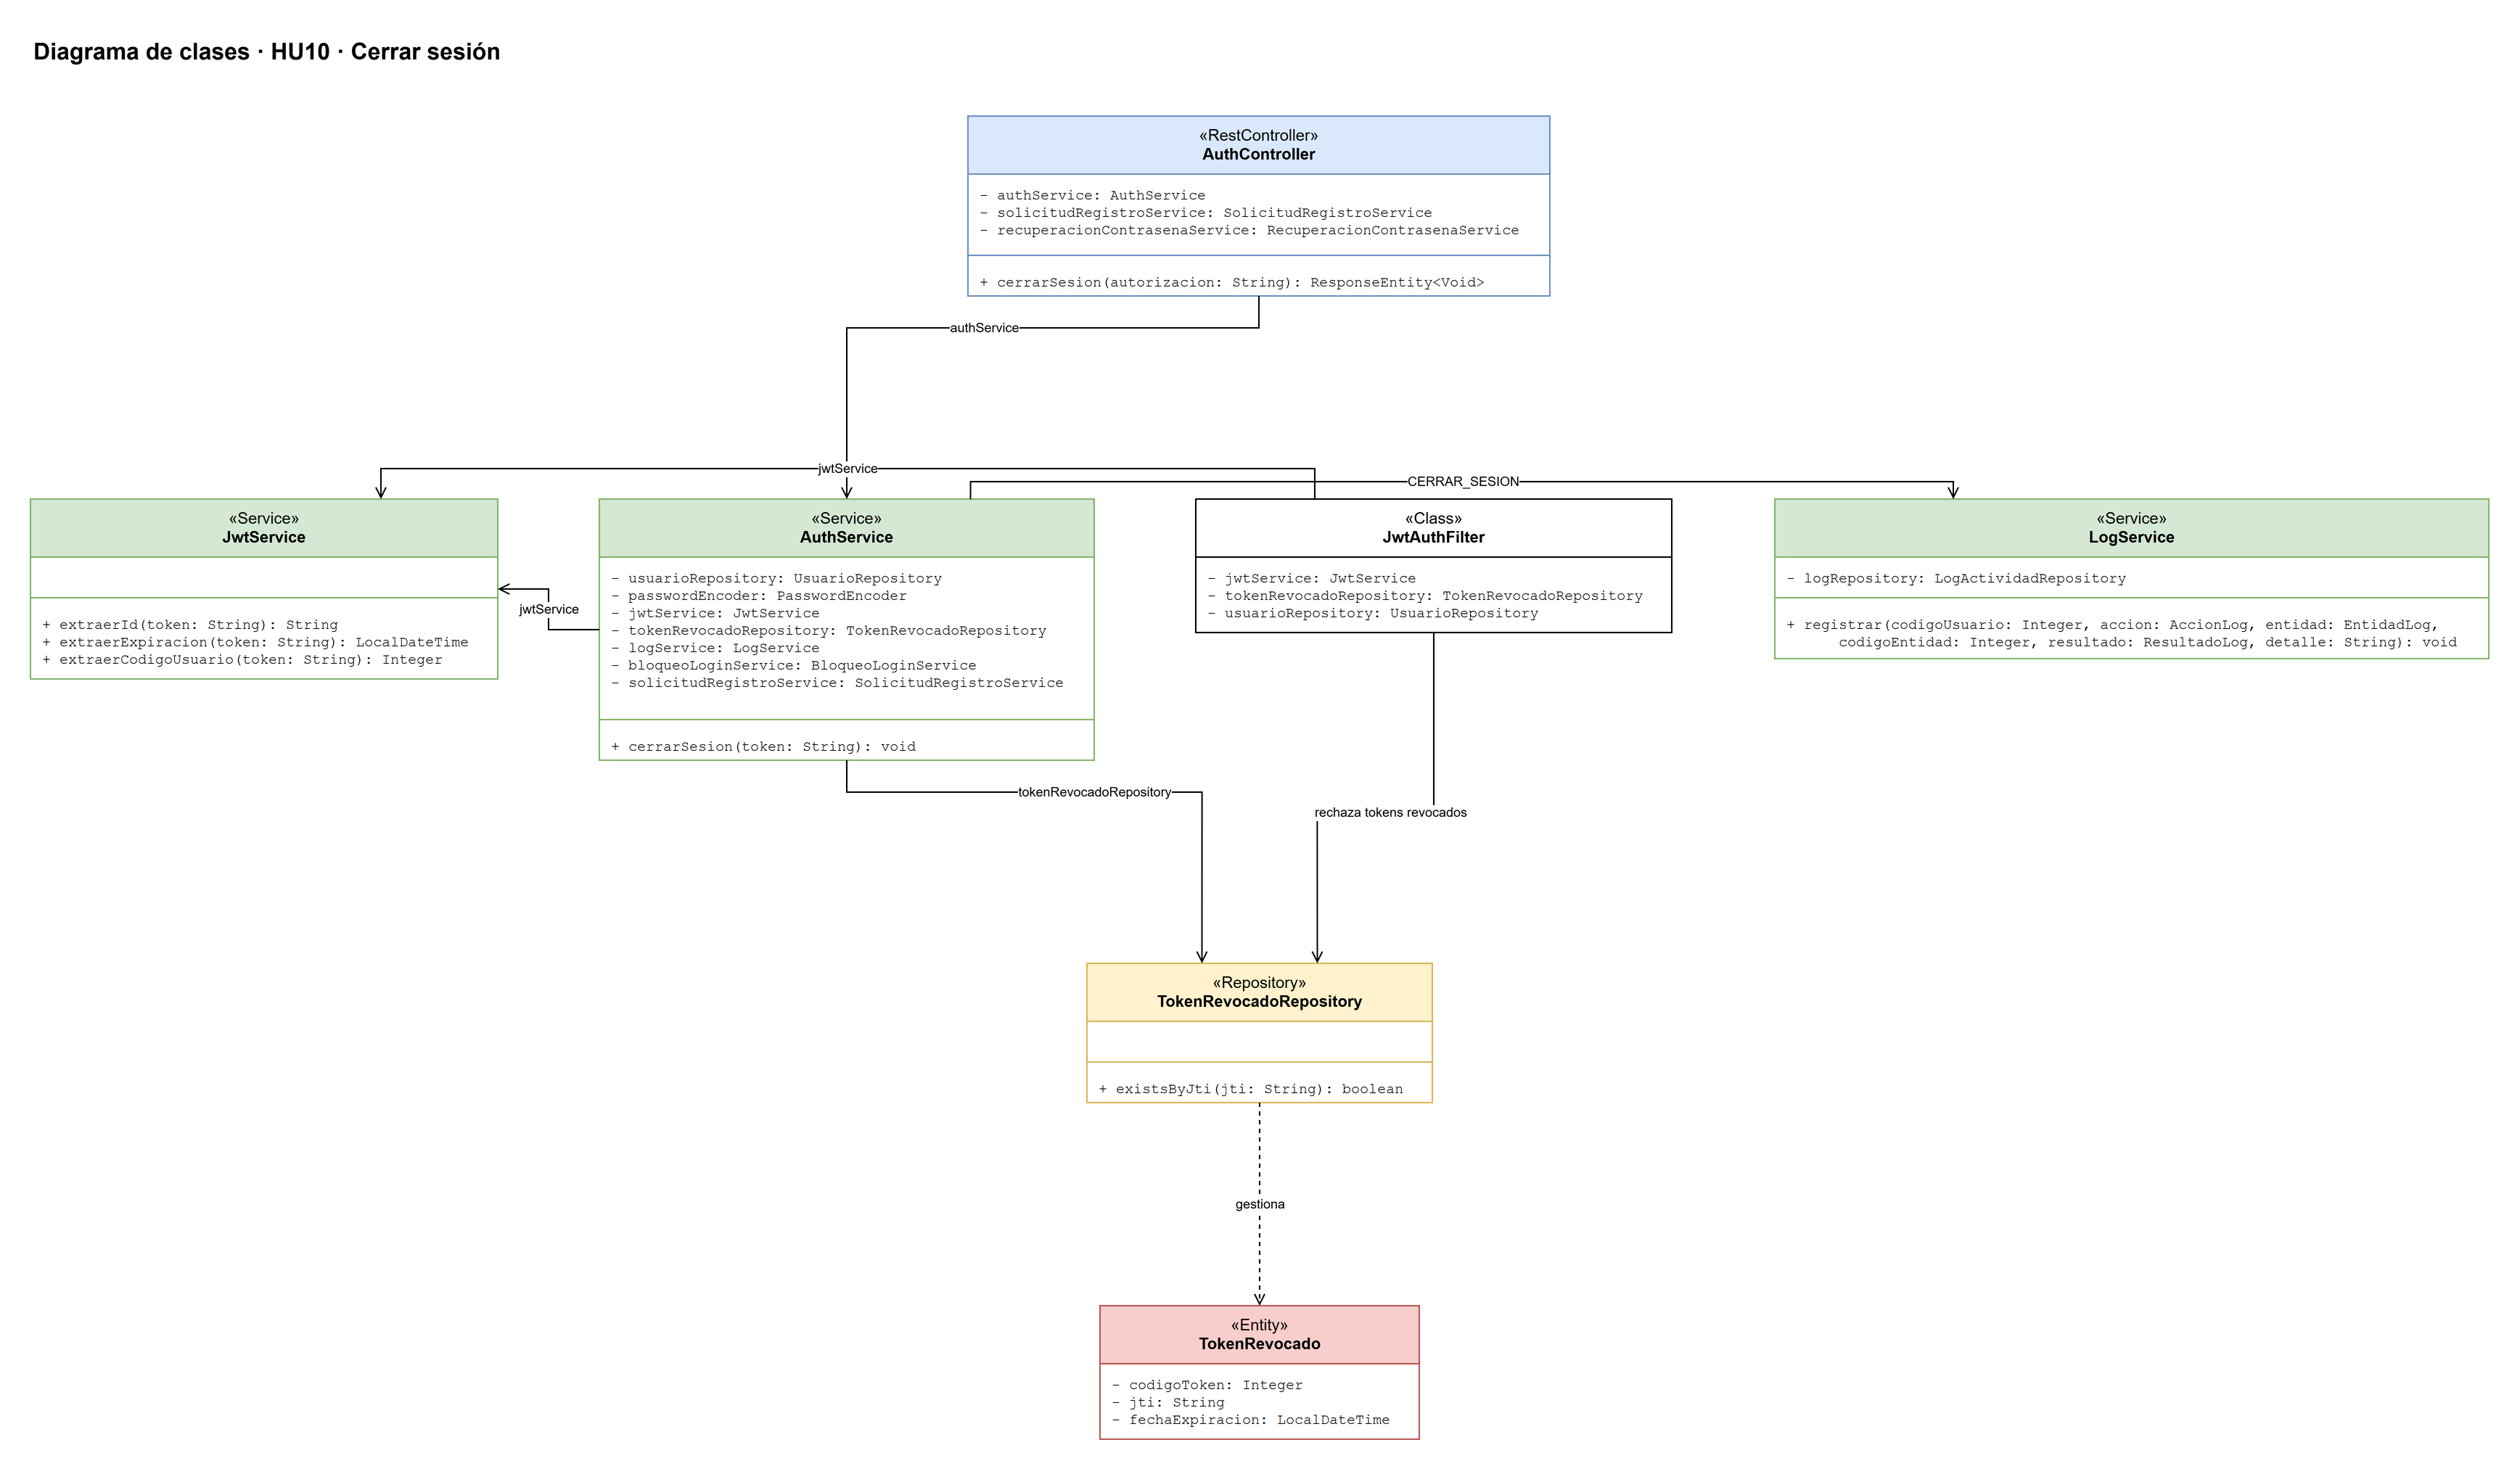 Diagrama de clases · HU10 · Cerrar sesión
«RestController»
AuthController
- authService: AuthService
- solicitudRegistroService: SolicitudRegistroService
- recuperacionContrasenaService: RecuperacionContrasenaService
+ cerrarSesion(autorizacion: String): ResponseEntity<Void>
authService
jwtService
CERRAR_SESION
«Service»
JwtService
+ extraerId(token: String): String
+ extraerExpiracion(token: String): LocalDateTime
+ extraerCodigoUsuario(token: String): Integer
jwtService
«Service»
AuthService
- usuarioRepository: UsuarioRepository
- passwordEncoder: PasswordEncoder
- jwtService: JwtService
- tokenRevocadoRepository: TokenRevocadoRepository
- logService: LogService
- bloqueoLoginService: BloqueoLoginService
- solicitudRegistroService: SolicitudRegistroService
+ cerrarSesion(token: String): void
«Class»
JwtAuthFilter
- jwtService: JwtService
- tokenRevocadoRepository: TokenRevocadoRepository
- usuarioRepository: UsuarioRepository
«Service»
LogService
- logRepository: LogActividadRepository
+ registrar(codigoUsuario: Integer, accion: AccionLog, entidad: EntidadLog,
codigoEntidad: Integer, resultado: ResultadoLog, detalle: String): void
tokenRevocadoRepository
rechaza tokens revocados
«Repository»
TokenRevocadoRepository
+ existsByJti(jti: String): boolean
gestiona
«Entity»
TokenRevocado
- codigoToken: Integer
- jti: String
- fechaExpiracion: LocalDateTime